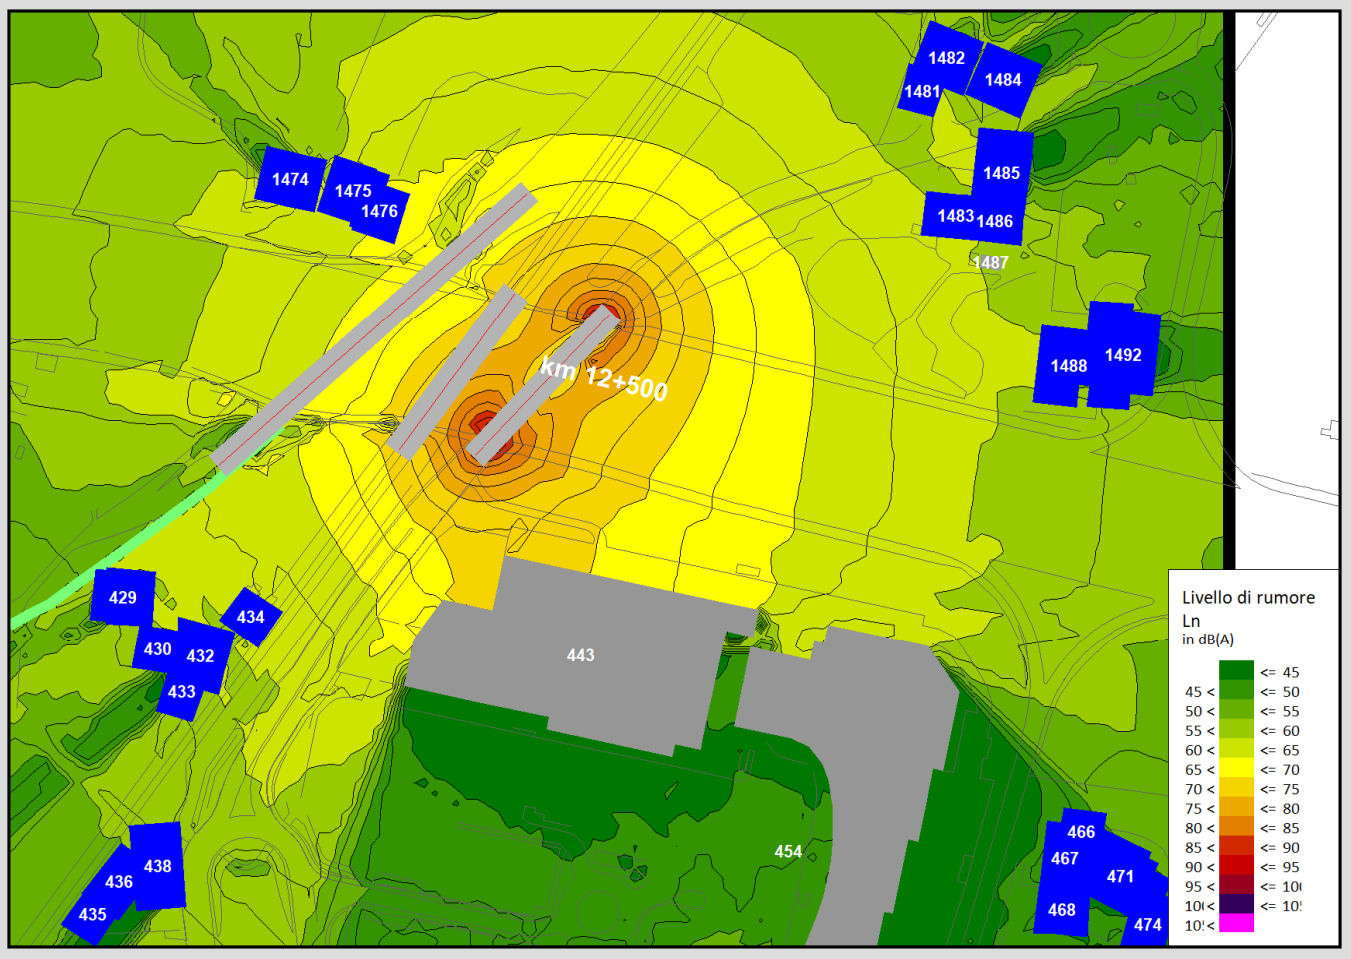 1482
1484
1481
1474
1475
1476
1485
1483
1486
1487
km 12+500
1492
1488
429
434
430
432
433
443
438
436
435
454
466
467
471
468
474
Livello di rumore
Ln
in dB(A)
<= 45
45 < <= 50
50 < <= 55
55 < <= 60
60 < <= 65
65 < <= 70
70 < <= 75
75 < <= 80
80 < <= 85
85 < <= 90
90 < <= 95
95 <